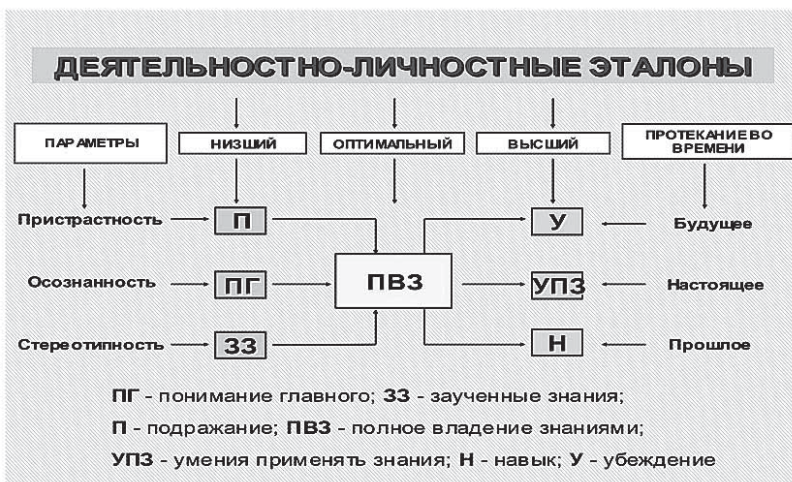 ДЕЯТЕЛЬНОСТНО-ЛИЧНОСТНЫЕ ЭТАЛОНЫ
ПАРАМЕТРЫ
НИЗШИЙ
ОПТИМАЛЬНЫЙ
ВЫСШИЙ
ПРОТЕКАНИЕ ВО
ВРЕМЕНИ
Пристрастность
П
У
Будущее
Осознанность
ПГ
ПВЗ
УПЗ
Настоящее
Стереотипность
ЗЗ
Н
Прошлое
ПГ - понимание главного; ЗЗ - заученные знания;
П - подражание; ПВЗ - полное владение знаниями;
УПЗ - умения применять знания; Н - навык; У - убеждение